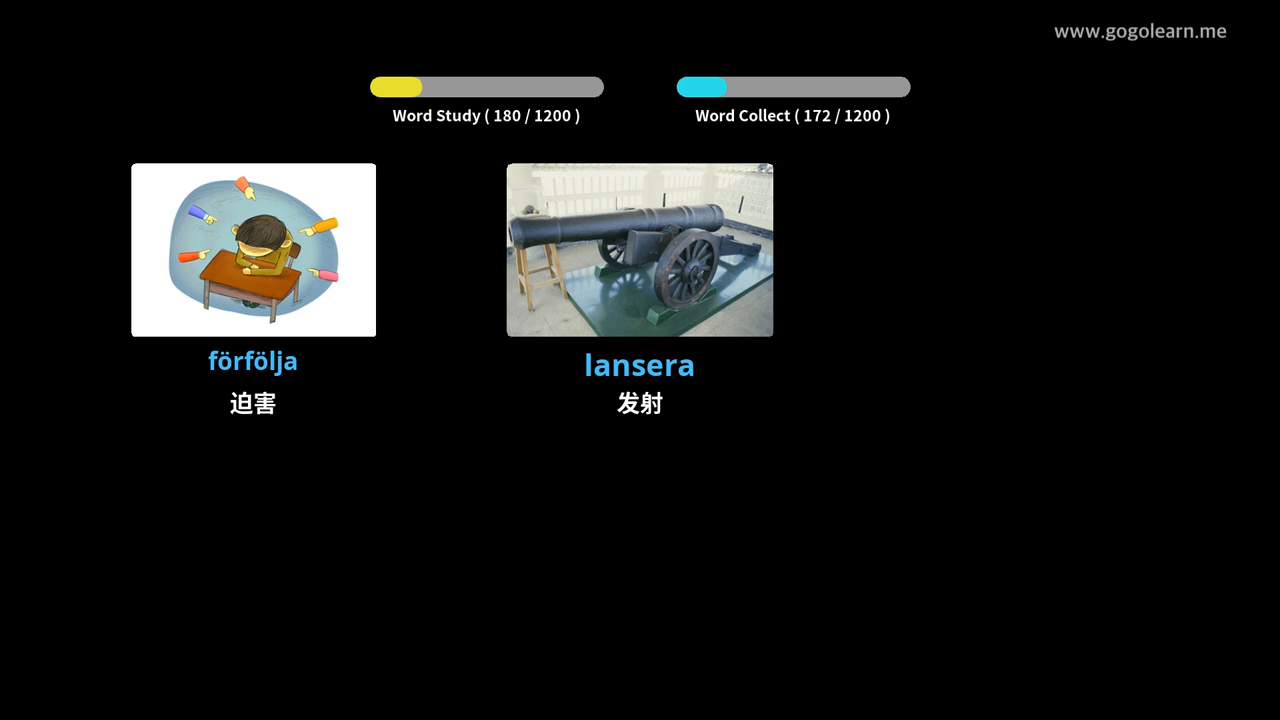 www.gogolearn.me
Word Study ( 180 / 1200 )
Word Collect ( 172 / 1200 )
förfölja
迫害
lansera
发射